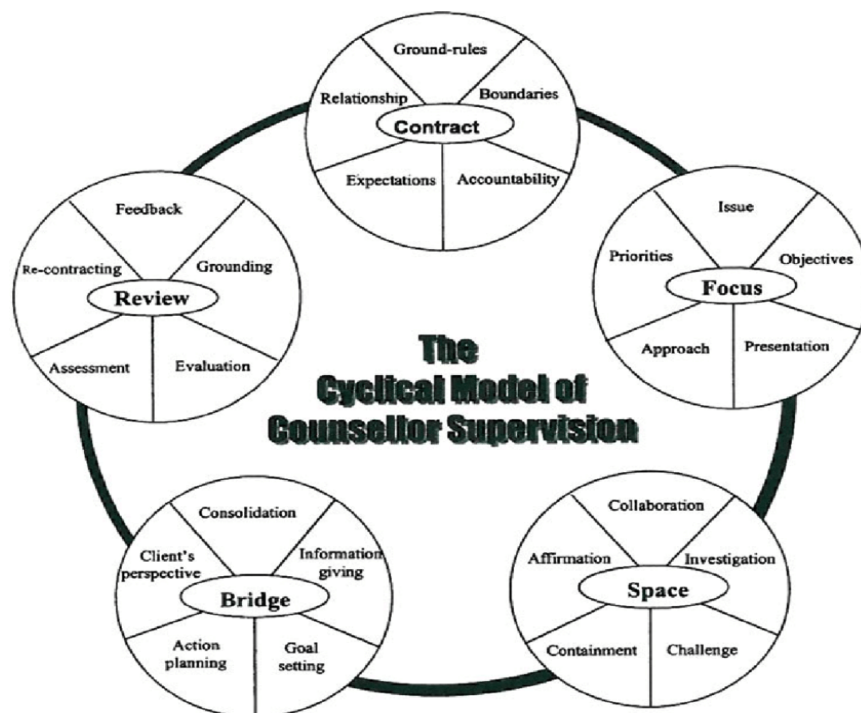 Ground-rules
Relationship
Boundaries
Contract
Expectations
Accountability
Feedback
Re-contracting
Grounding
Review
Assessment
Evaluation
Issue
Priorities
Objectives
Focus
Approach
Presentation
The
Cyclical Model of
Counsellor Supervision
Consolidation
Client's
perspective
Information
giving
Bridge
Action
planning
Goal
setting
Collaboration
Affirmation
Investigation
Space
Containment
Challenge